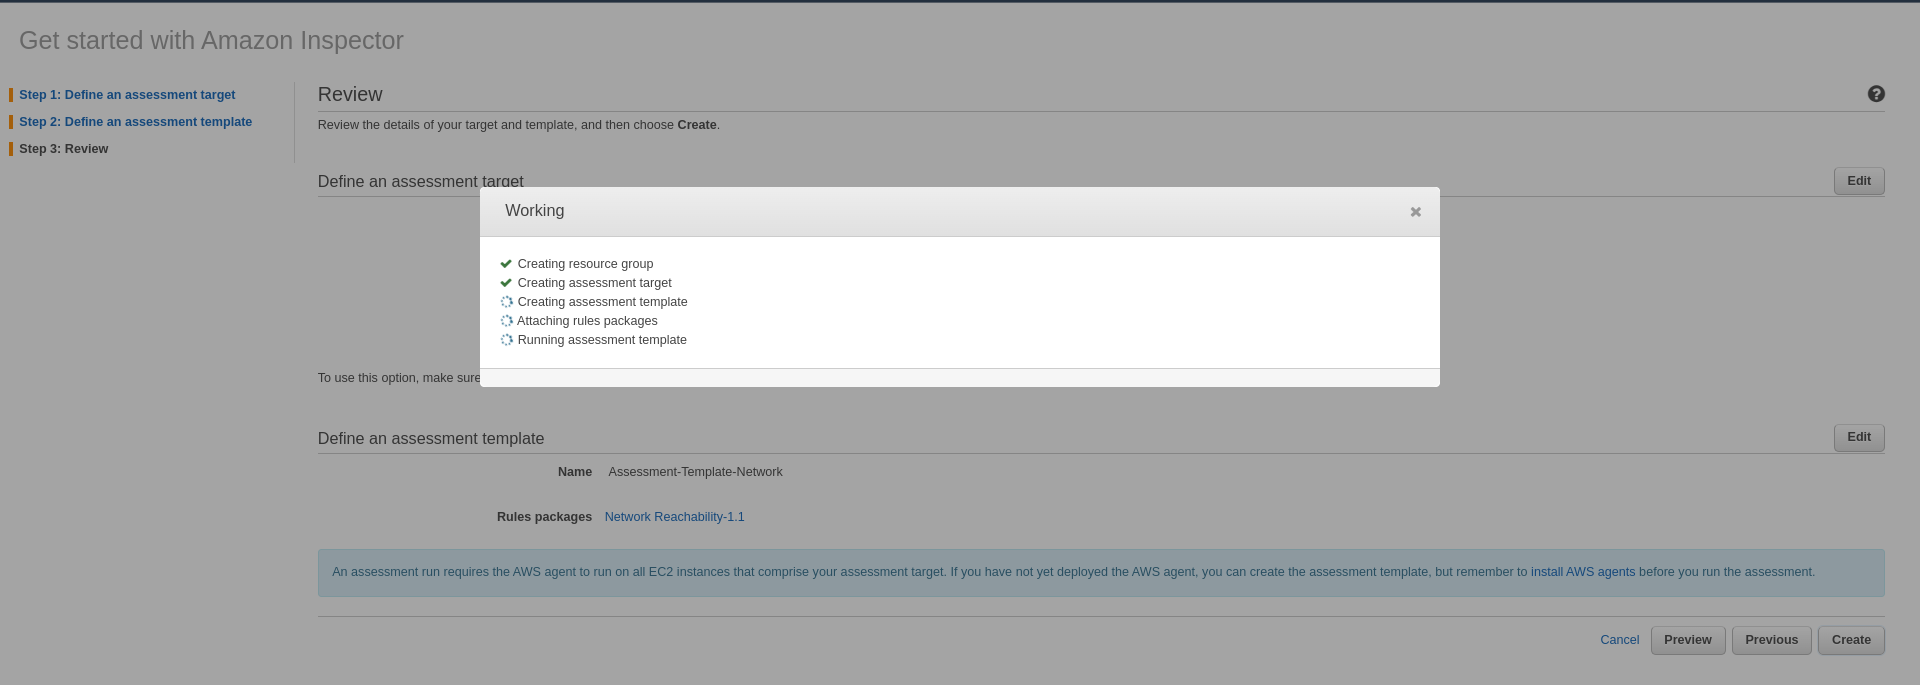 Get started with Amazon Inspector
Step 1: Define an assessment target
Step 2: Define an assessment template
Step 3: Review
Review
Review the details of your target and template, and then choose Create.
Define an assessment target
Edit
Working
Creating resource group
Creating assessment target
Creating assessment template
Attaching rules packages
Running assessment template
To use this option, make sure
Define an assessment template
Edit
Name Assessment-Template-Network
Rules packages Network Reachability-1.1
An assessment run requires the AWS agent to run on all EC2 instances that comprise your assessment target. If you have not yet deployed the AWS agent, you can create the assessment template, but remember to install AWS agents before you run the assessment.
Cancel Preview Previous Create